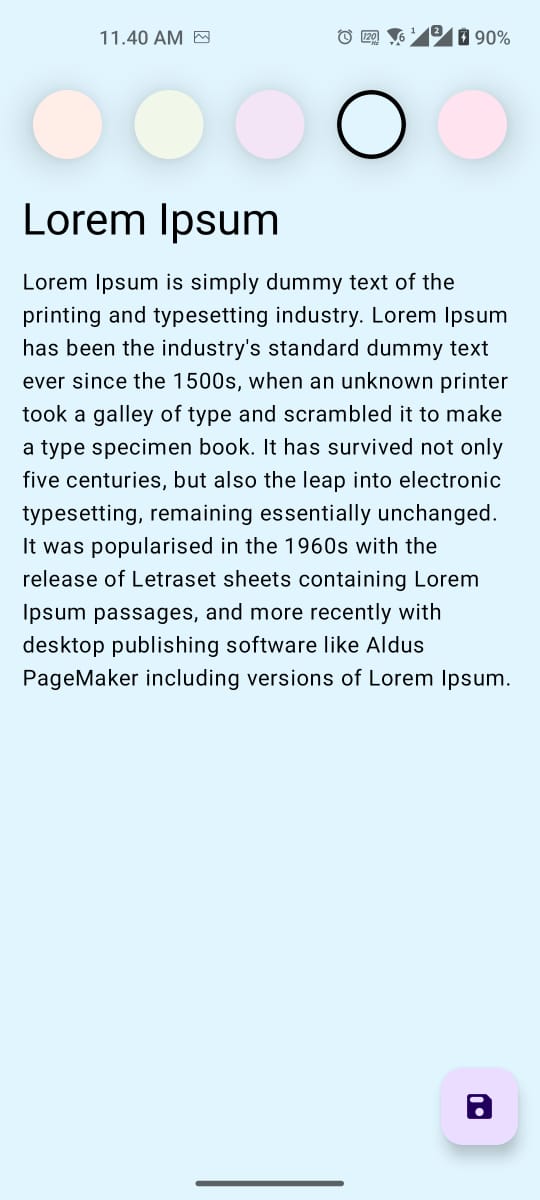 11.40 AM 120 Hz 6 1 2 90%
Lorem Ipsum
Lorem Ipsum is simply dummy text of the
printing and typesetting industry. Lorem Ipsum
has been the industry's standard dummy text
ever since the 1500s, when an unknown printer
took a galley of type and scrambled it to make
a type specimen book. It has survived not only
five centuries, but also the leap into electronic
typesetting, remaining essentially unchanged.
It was popularised in the 1960s with the
release of Letraset sheets containing Lorem
Ipsum passages, and more recently with
desktop publishing software like Aldus
PageMaker including versions of Lorem Ipsum.